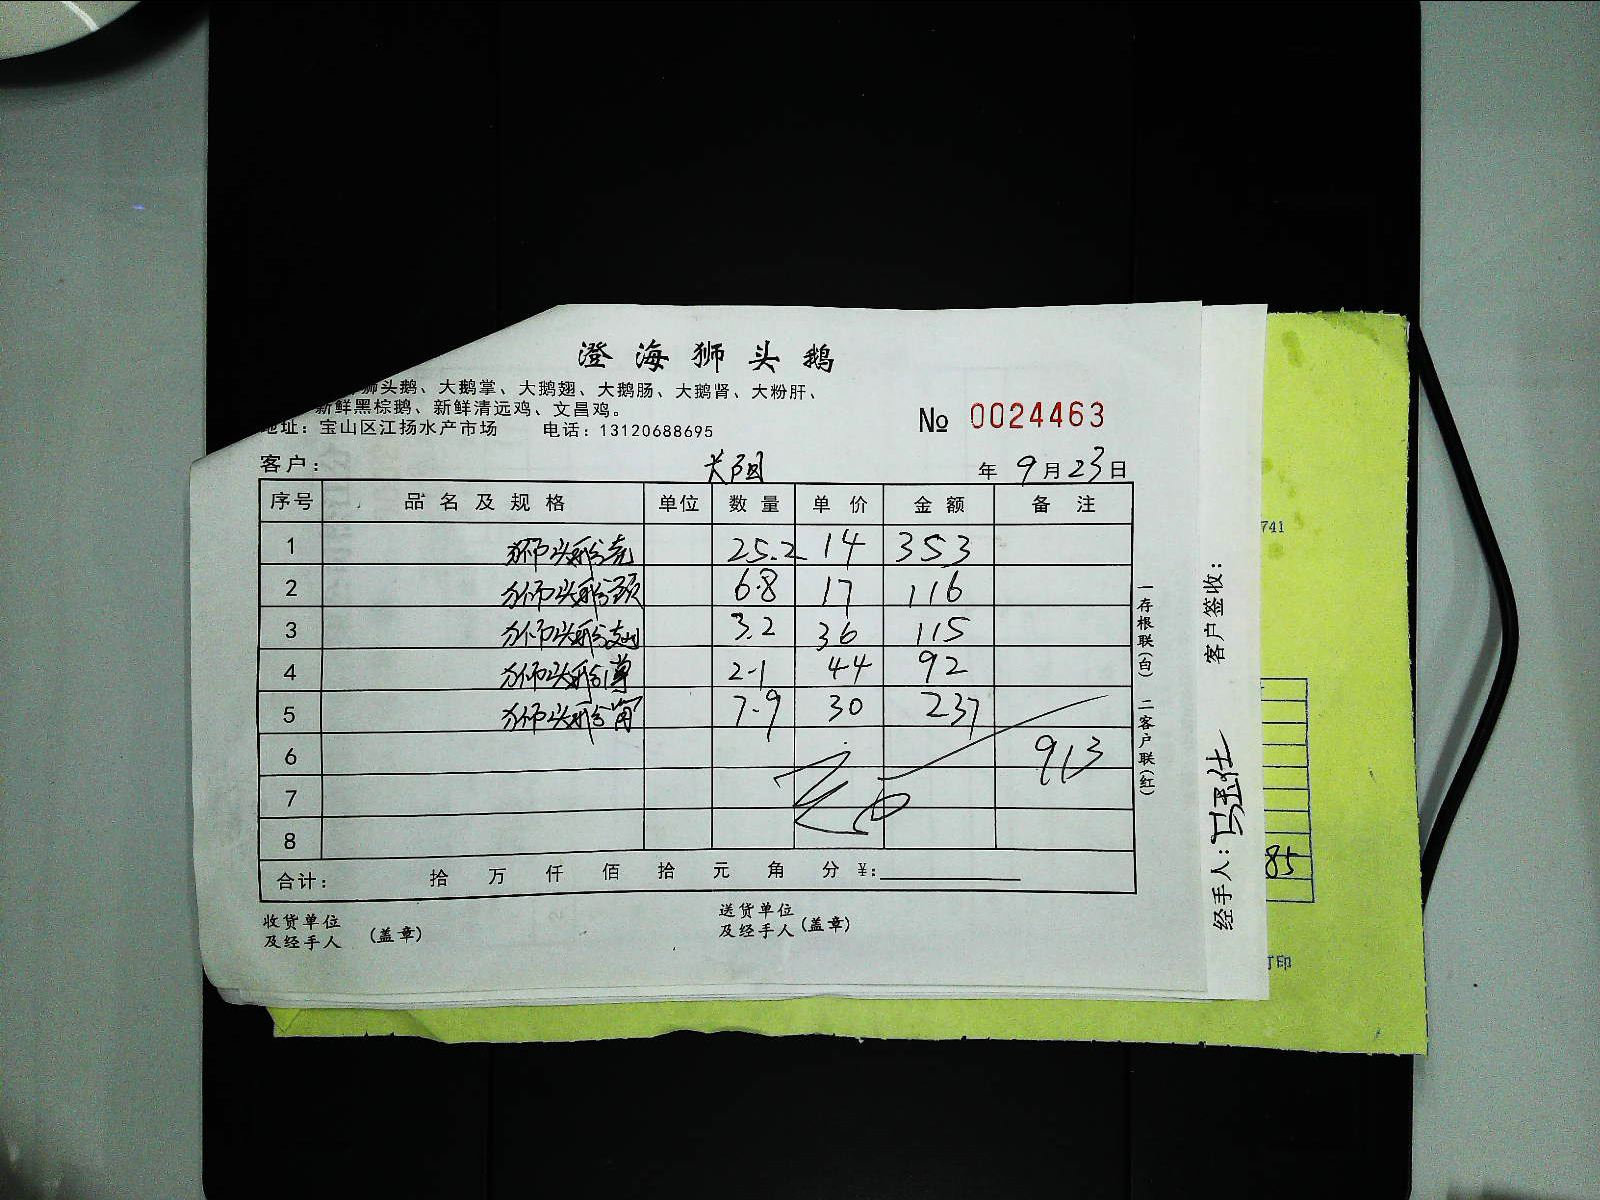 澄海狮头鹅
狮头鹅、大鹅掌、大鹅翅、大鹅肠、大鹅肾、大粉肝、
新鲜黑棕鹅、新鲜清远鸡、文昌鸡。
地址：宝山区江扬水产市场 电话：13120688695
№ 0024463
客户： 年 9月23日
序号 品名及规格 单位 数量 单价 金额 备注
1 狮头 25.2 14 353
2 狮头 6.8 17 116
3 狮头 3.2 36 115
4 狮头 2.1 44 92
5 狮头 7.9 30 237
6 913
7
8
合计： 拾 万 仟 佰 拾 元 角 分 ¥:
收货单位
及经手人 (盖章)
送货单位
及经手人 (盖章)
一存根联(白) 二客户联(红)
客户签收：
经手人：
741
85
打印